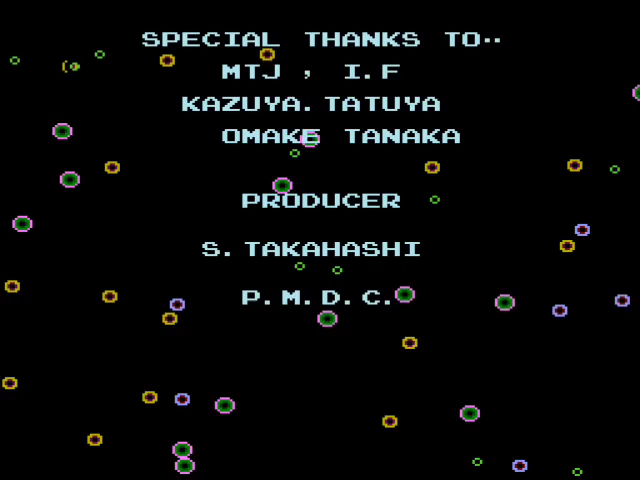 SPECIAL THANKS TO··
MTJ , I.F
KAZUYA.TATUYA
OMAKE TANAKA
PRODUCER
S.TAKAHASHI
P.M.D.C.